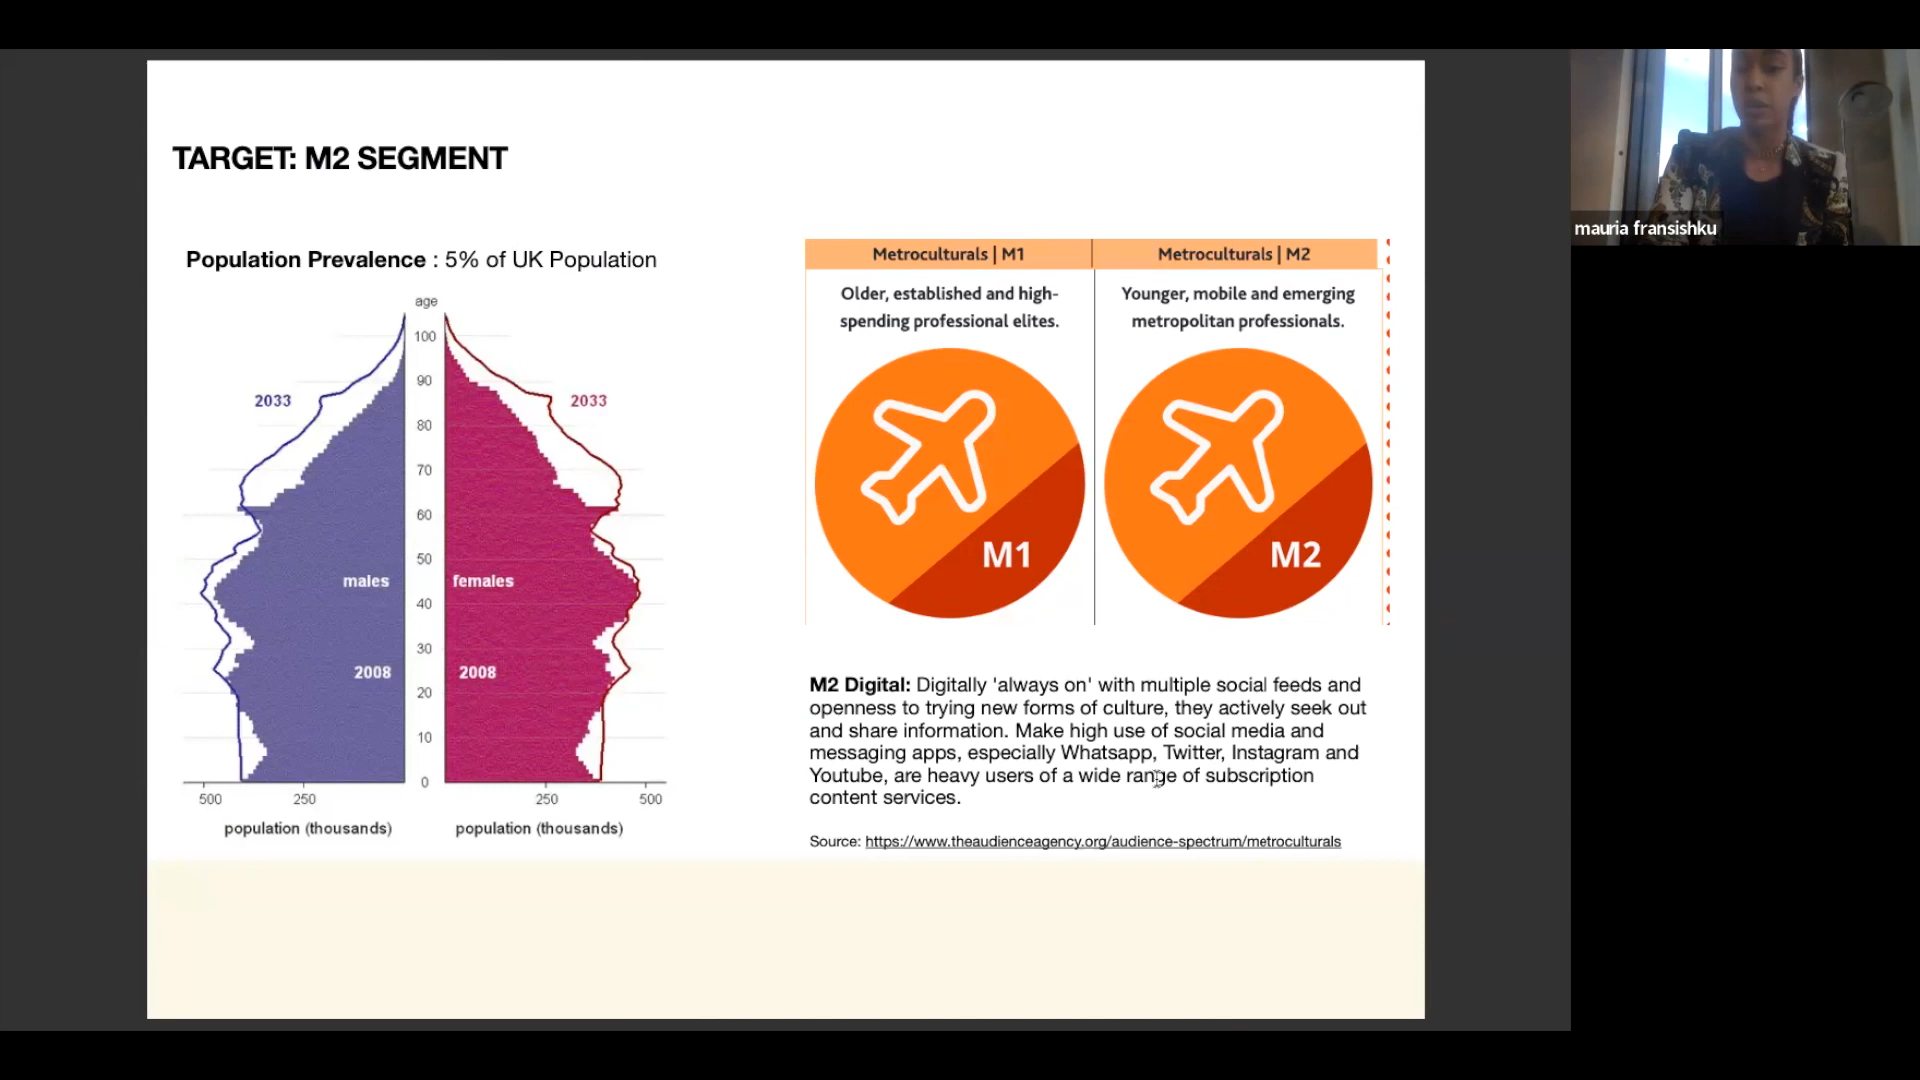 TARGET: M2 SEGMENT
Population Prevalence : 5% of UK Population
age
100
90
80
70
60
50
40
30
20
10
0
2033
2033
males
females
2008
2008
500
250
250
500
population (thousands)
population (thousands)
Metroculturals | M1
Metroculturals | M2
Older, established and high-
spending professional elites.
Younger, mobile and emerging
metropolitan professionals.
M1
M2
M2 Digital: Digitally 'always on' with multiple social feeds and
openness to trying new forms of culture, they actively seek out
and share information. Make high use of social media and
messaging apps, especially Whatsapp, Twitter, Instagram and
Youtube, are heavy users of a wide range of subscription
content services.
Source: https://www.theaudienceagency.org/audience-spectrum/metroculturals
mauria fransishku